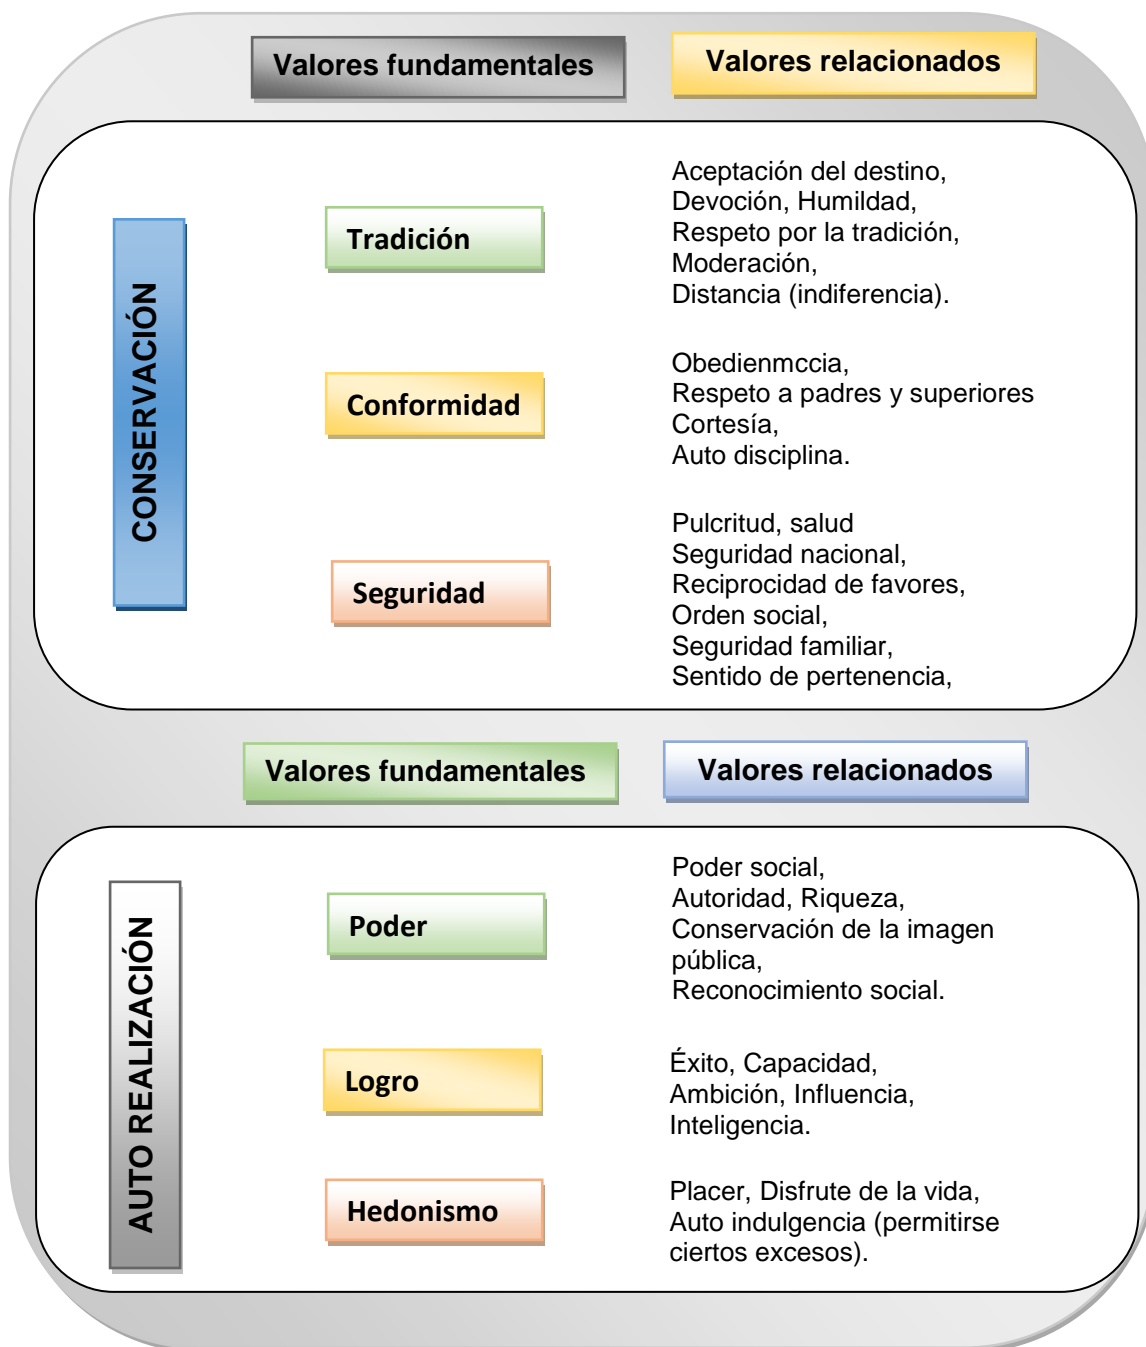 Valores fundamentales
Valores relacionados
CONSERVACIÓN
Tradición
Aceptación del destino,
Devoción, Humildad,
Respeto por la tradición,
Moderación,
Distancia (indiferencia).
Conformidad
Obedienmccia,
Respeto a padres y superiores
Cortesía,
Auto disciplina.
Seguridad
Pulcritud, salud
Seguridad nacional,
Reciprocidad de favores,
Orden social,
Seguridad familiar,
Sentido de pertenencia,
Valores fundamentales
Valores relacionados
AUTO REALIZACIÓN
Poder
Poder social,
Autoridad, Riqueza,
Conservación de la imagen
pública,
Reconocimiento social.
Logro
Éxito, Capacidad,
Ambición, Influencia,
Inteligencia.
Hedonismo
Placer, Disfrute de la vida,
Auto indulgencia (permitirse
ciertos excesos).